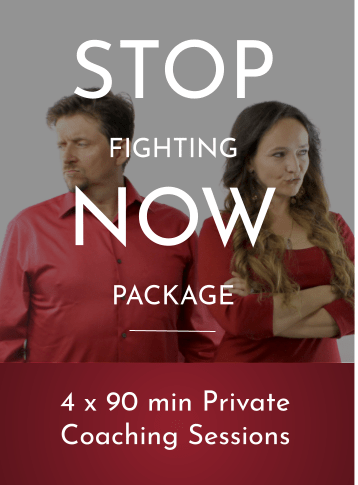 STOP
FIGHTING
NOW
PACKAGE
4 x 90 min Private
Coaching Sessions